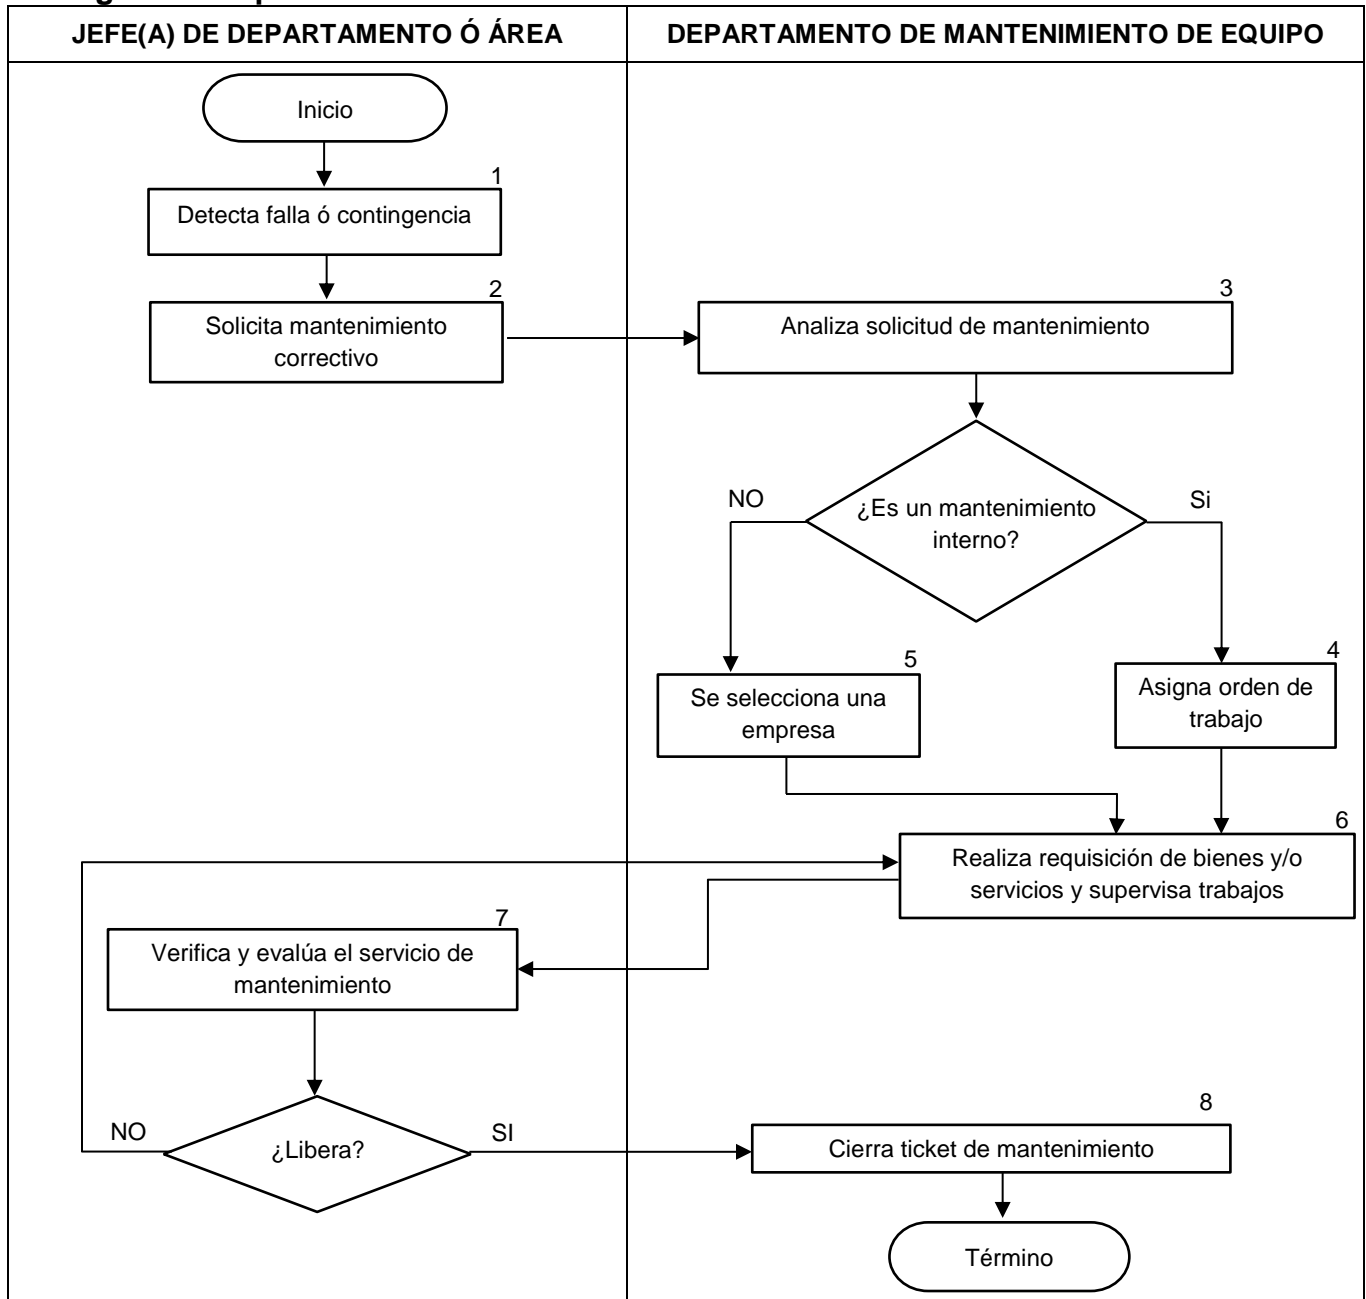 JEFE(A) DE DEPARTAMENTO Ó ÁREA
DEPARTAMENTO DE MANTENIMIENTO DE EQUIPO
Inicio
1
Detecta falla ó contingencia
2
Solicita mantenimiento
correctivo
3
Analiza solicitud de mantenimiento
NO
¿Es un mantenimiento
interno?
Si
5
Se selecciona una
empresa
4
Asigna orden de
trabajo
6
Realiza requisición de bienes y/o
servicios y supervisa trabajos
7
Verifica y evalúa el servicio de
mantenimiento
NO
¿Libera?
SI
8
Cierra ticket de mantenimiento
Término